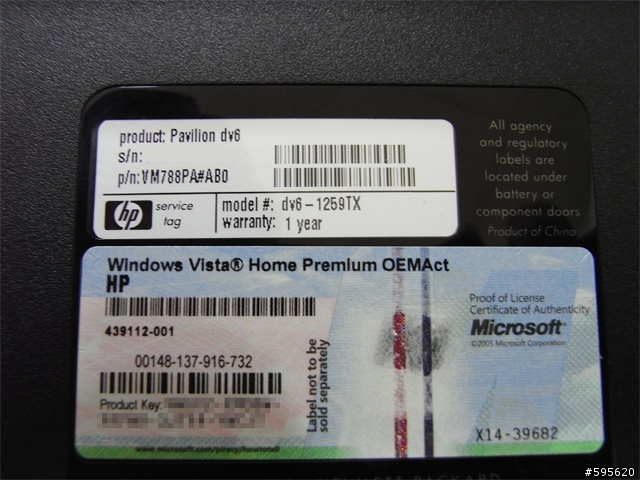 product: Pavilion dv6
s/n:
p/n:VM788PA#AB0
hp service tag
model #: dv6-1259TX
warranty: 1 year
All agency
and regulatory
labels are
located under
battery or
component doors
Product of China
Windows Vista® Home Premium OEMAct
HP
439112-001
00148-137-916-732
Product Key:
www.microsoft.com/piracy/howtotell
Label not to be
sold separately
Proof of License
Certificate of Authenticity
Microsoft®
©2005 Microsoft Corporation
X14-39682
HEWLETT PACKARD
#595620